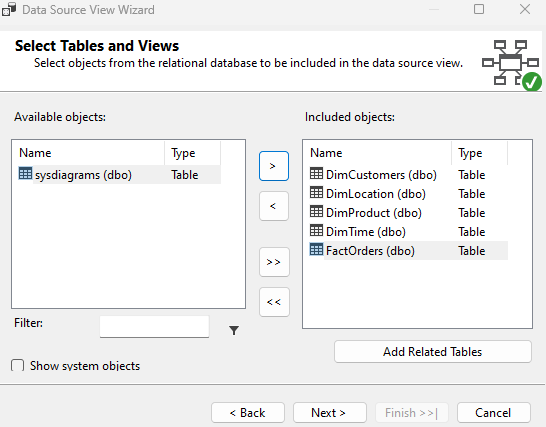 Data Source View Wizard
Select Tables and Views
Select objects from the relational database to be included in the data source view.
Available objects:
Name Type
sysdiagrams (dbo) Table
>
<
>>
<<
Included objects:
Name Type
DimCustomers (dbo) Table
DimLocation (dbo) Table
DimProduct (dbo) Table
DimTime (dbo) Table
FactOrders (dbo) Table
Filter:
Add Related Tables
Show system objects
< Back Next > Finish >>| Cancel